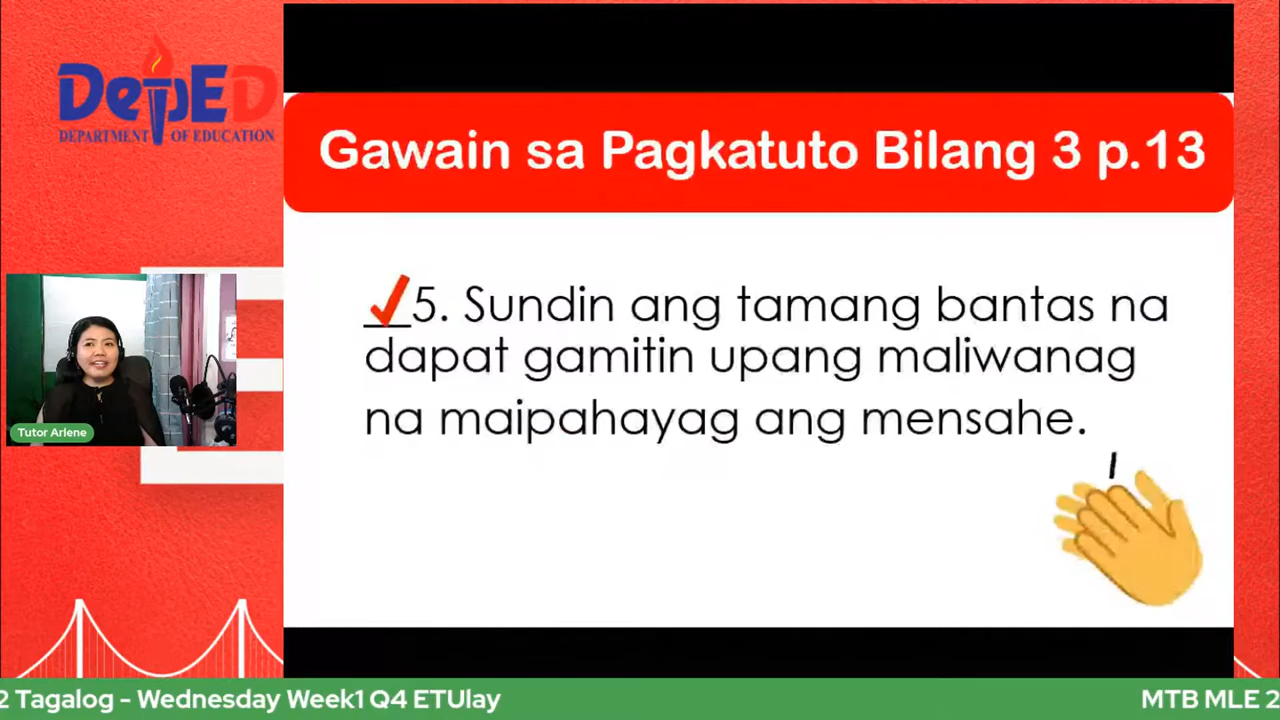 DepED
DEPARTMENT OF EDUCATION
Gawain sa Pagkatuto Bilang 3 p.13
__5. Sundin ang tamang bantas na
dapat gamitin upang maliwanag
na maipahayag ang mensahe.
Tutor Arlene
2 Tagalog - Wednesday Week1 Q4 ETUlay
MTB MLE 2